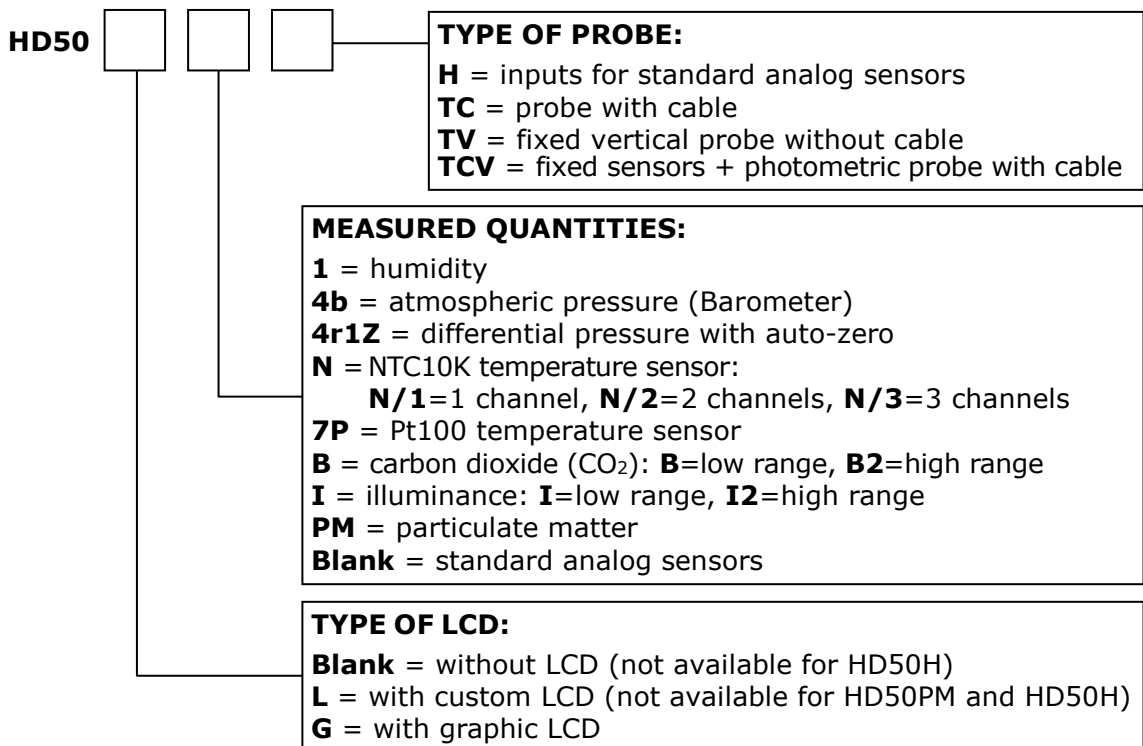 HD50
TYPE OF PROBE:
H = inputs for standard analog sensors
TC = probe with cable
TV = fixed vertical probe without cable
TCV = fixed sensors + photometric probe with cable
MEASURED QUANTITIES:
1 = humidity
4b = atmospheric pressure (Barometer)
4r1Z = differential pressure with auto-zero
N = NTC10K temperature sensor:
N/1=1 channel, N/2=2 channels, N/3=3 channels
7P = Pt100 temperature sensor
B = carbon dioxide (CO₂): B=low range, B2=high range
I = illuminance: I=low range, I2=high range
PM = particulate matter
Blank = standard analog sensors
TYPE OF LCD:
Blank = without LCD (not available for HD50H)
L = with custom LCD (not available for HD50PM and HD50H)
G = with graphic LCD